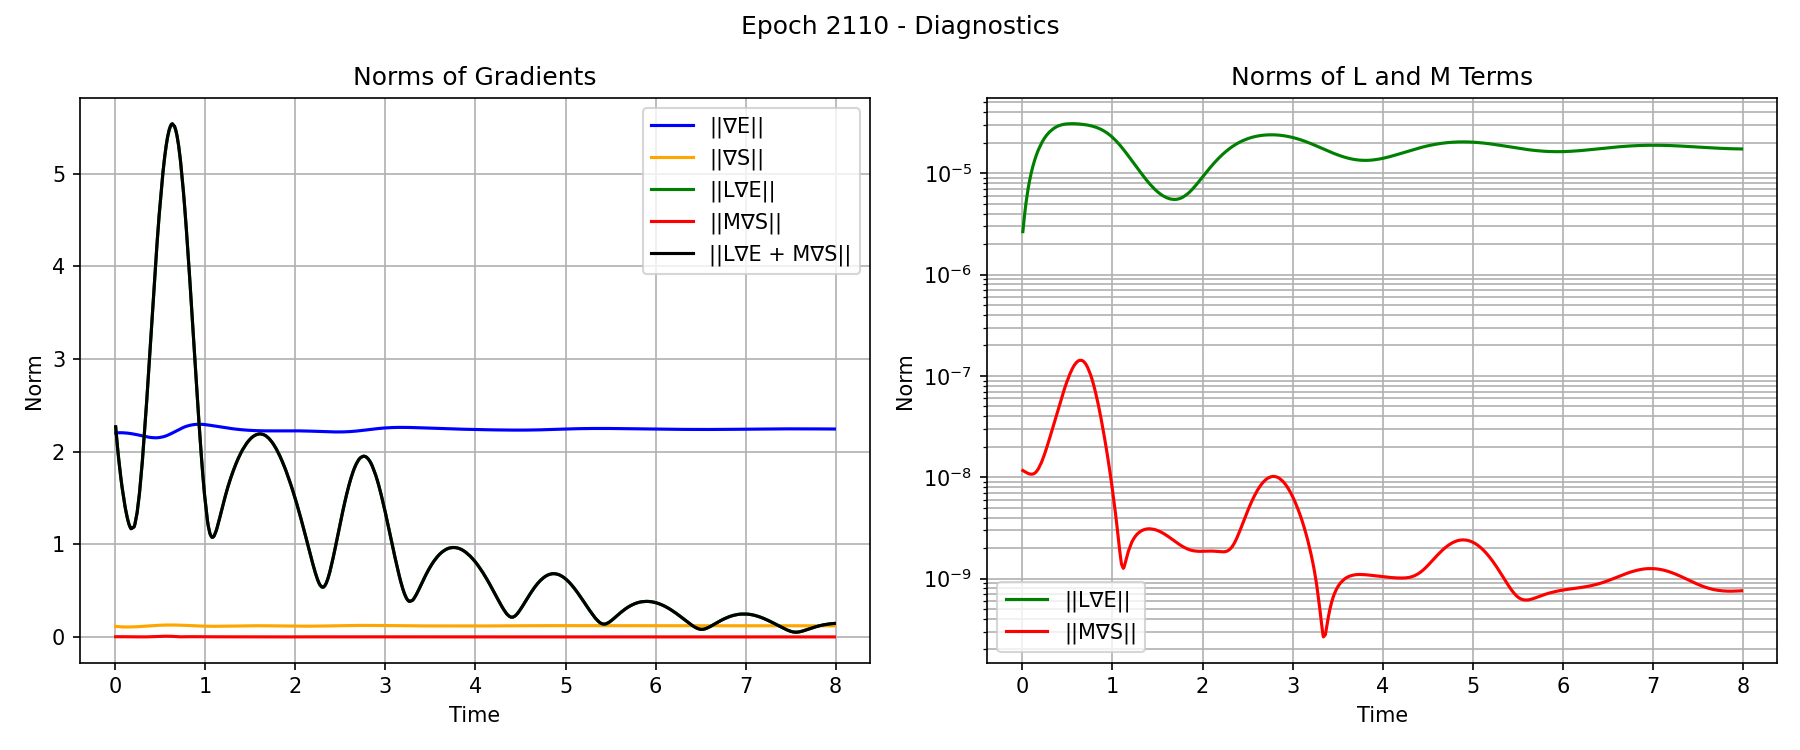 Epoch 2110 - Diagnostics
Norms of Gradients
Norm
5
4
3
2
1
0
||∇E||
||∇S||
||L∇E||
||M∇S||
||L∇E + M∇S||
0 1 2 3 4 5 6 7 8
Time
Norms of L and M Terms
Norm
10⁻⁵
10⁻⁶
10⁻⁷
10⁻⁸
10⁻⁹
||L∇E||
||M∇S||
0 1 2 3 4 5 6 7 8
Time